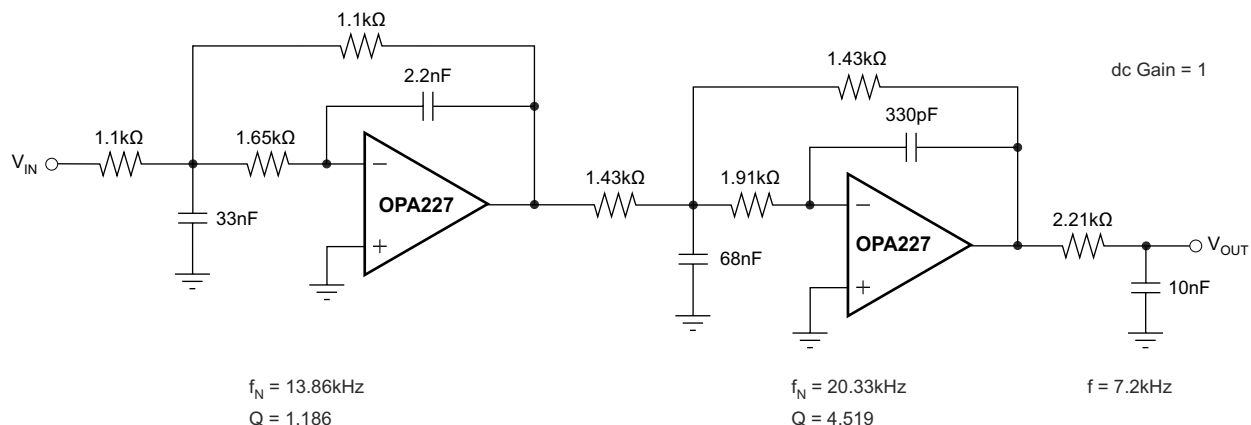 1.1kΩ
2.2nF
1.1kΩ
1.65kΩ
V_IN
33nF
−
OPA227
+
1.43kΩ
dc Gain = 1
330pF
1.43kΩ
1.91kΩ
68nF
−
OPA227
+
2.21kΩ
V_OUT
10nF
f_N = 13.86kHz
Q = 1.186
f_N = 20.33kHz
Q = 4.519
f = 7.2kHz